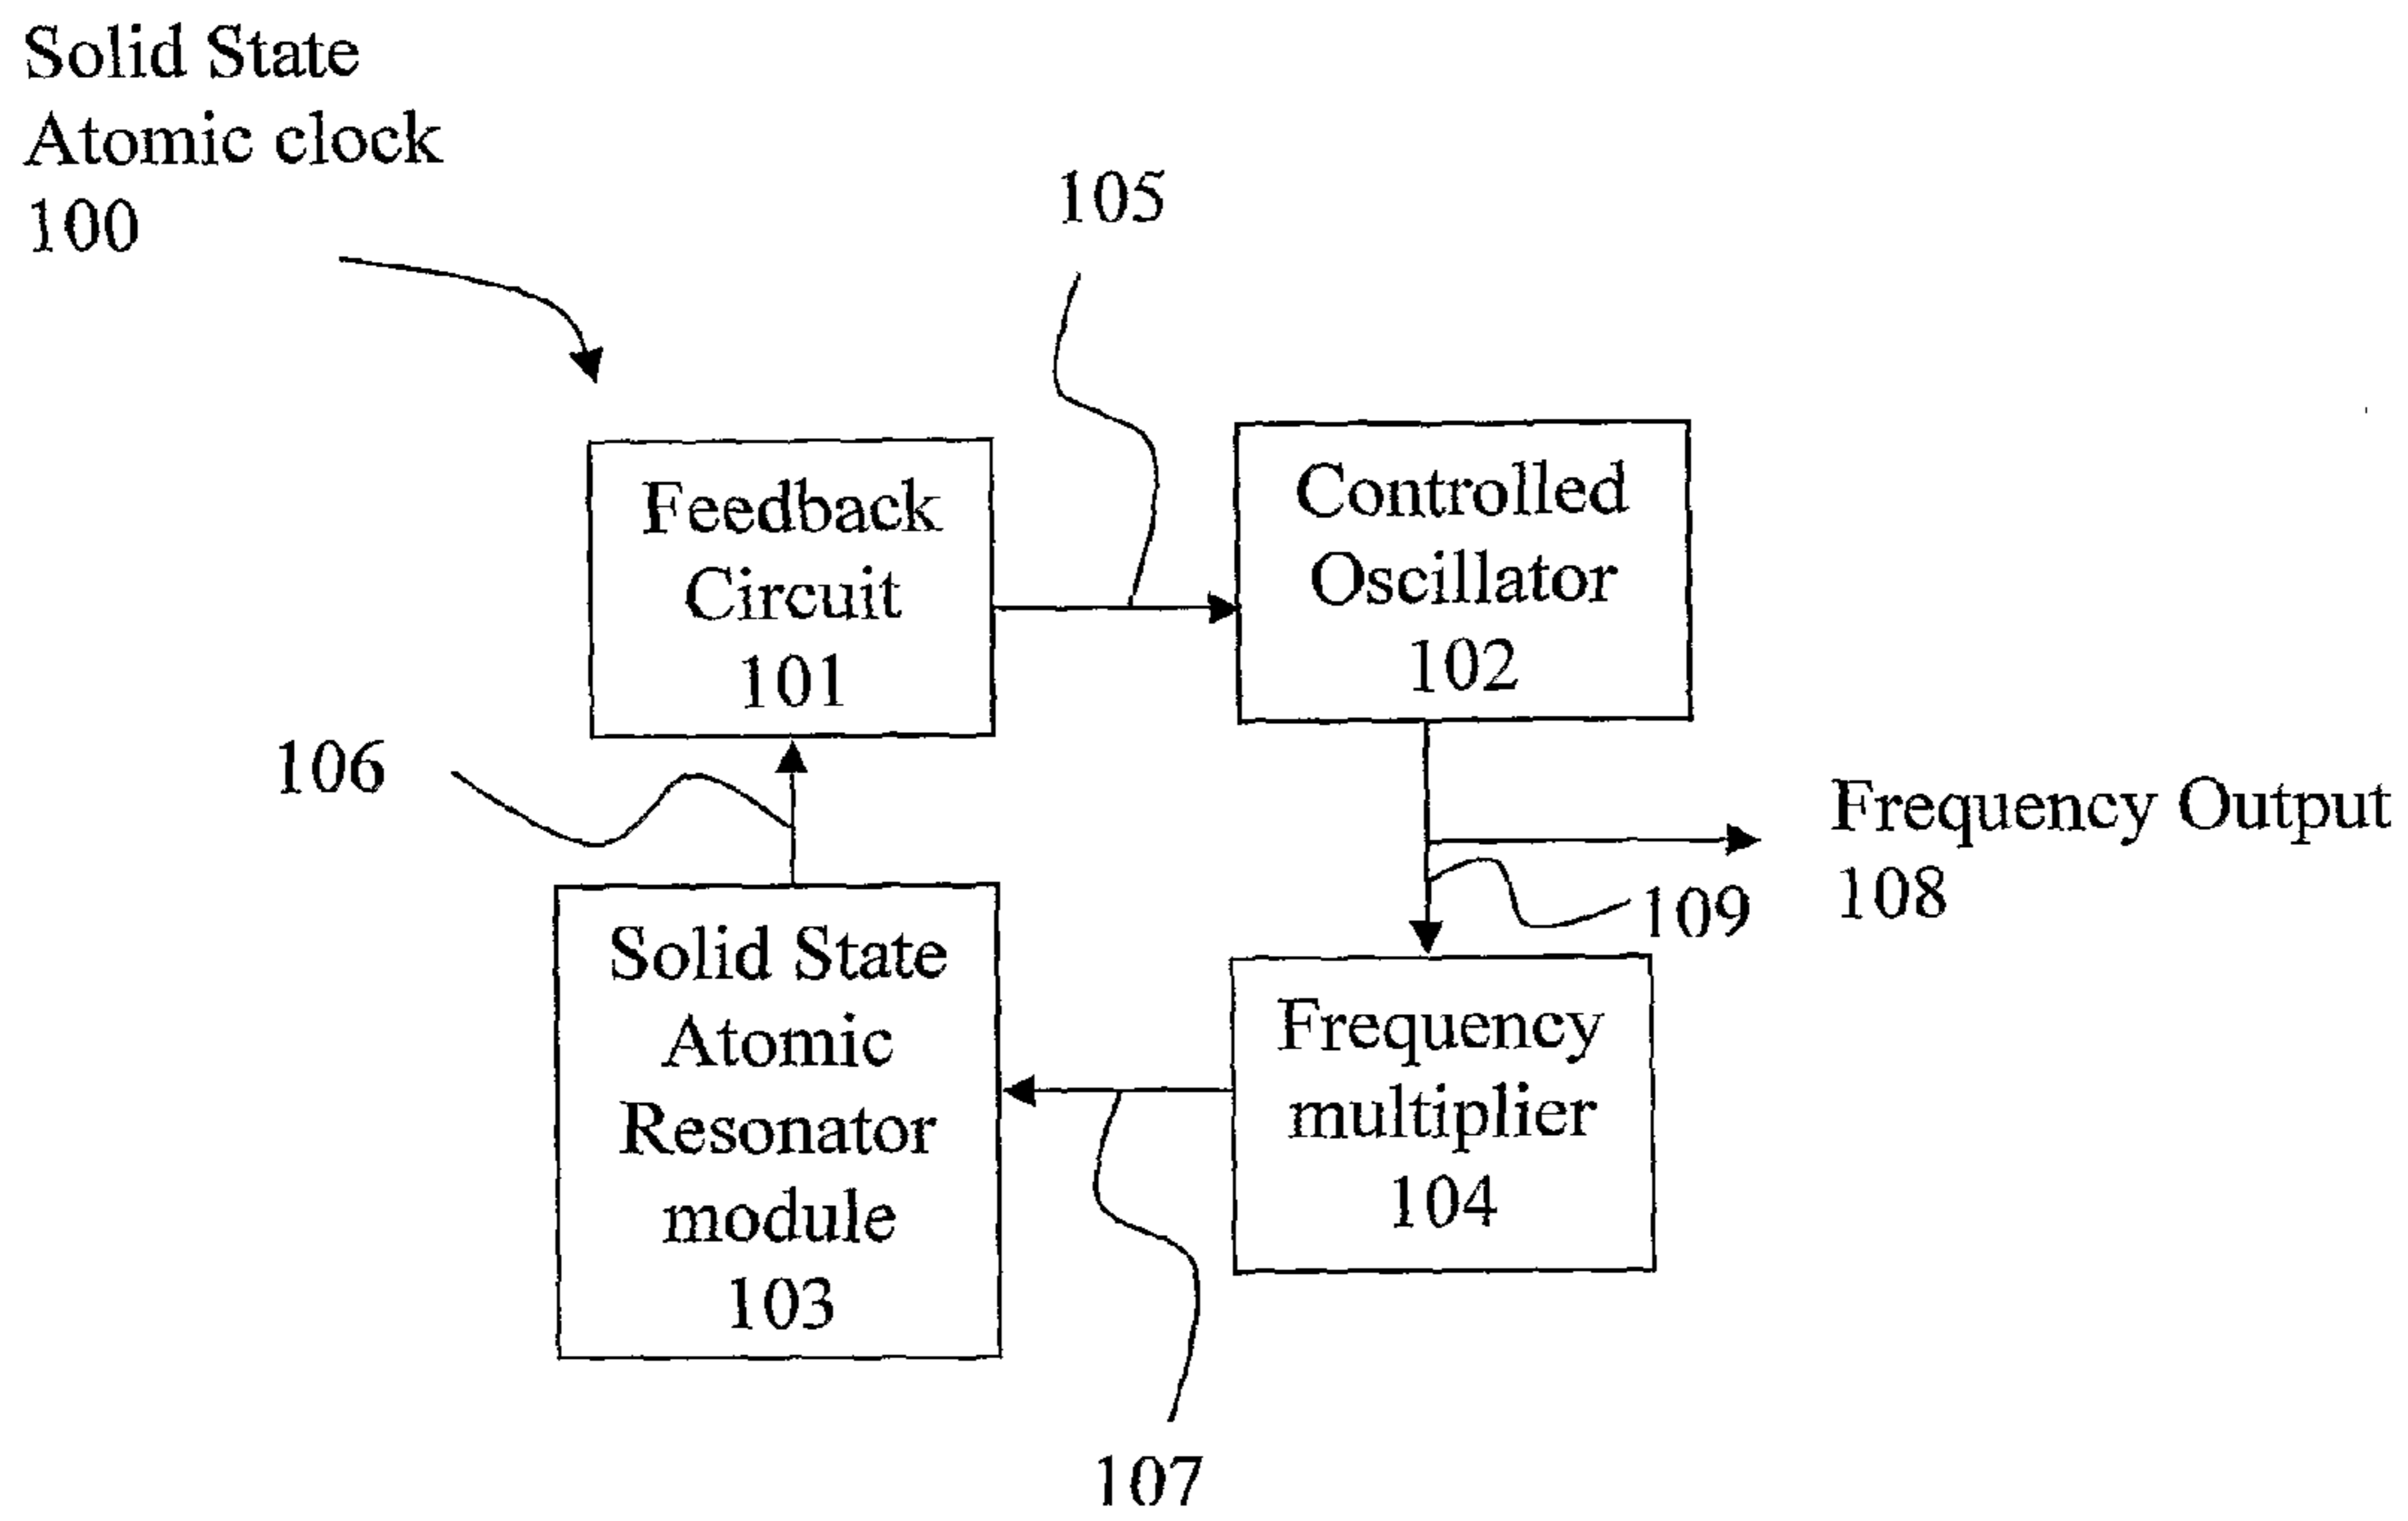 Solid State
Atomic clock
100
105
Feedback
Circuit
101
Controlled
Oscillator
102
106
Frequency Output
108
109
Solid State
Atomic
Resonator
module
103
Frequency
multiplier
104
107